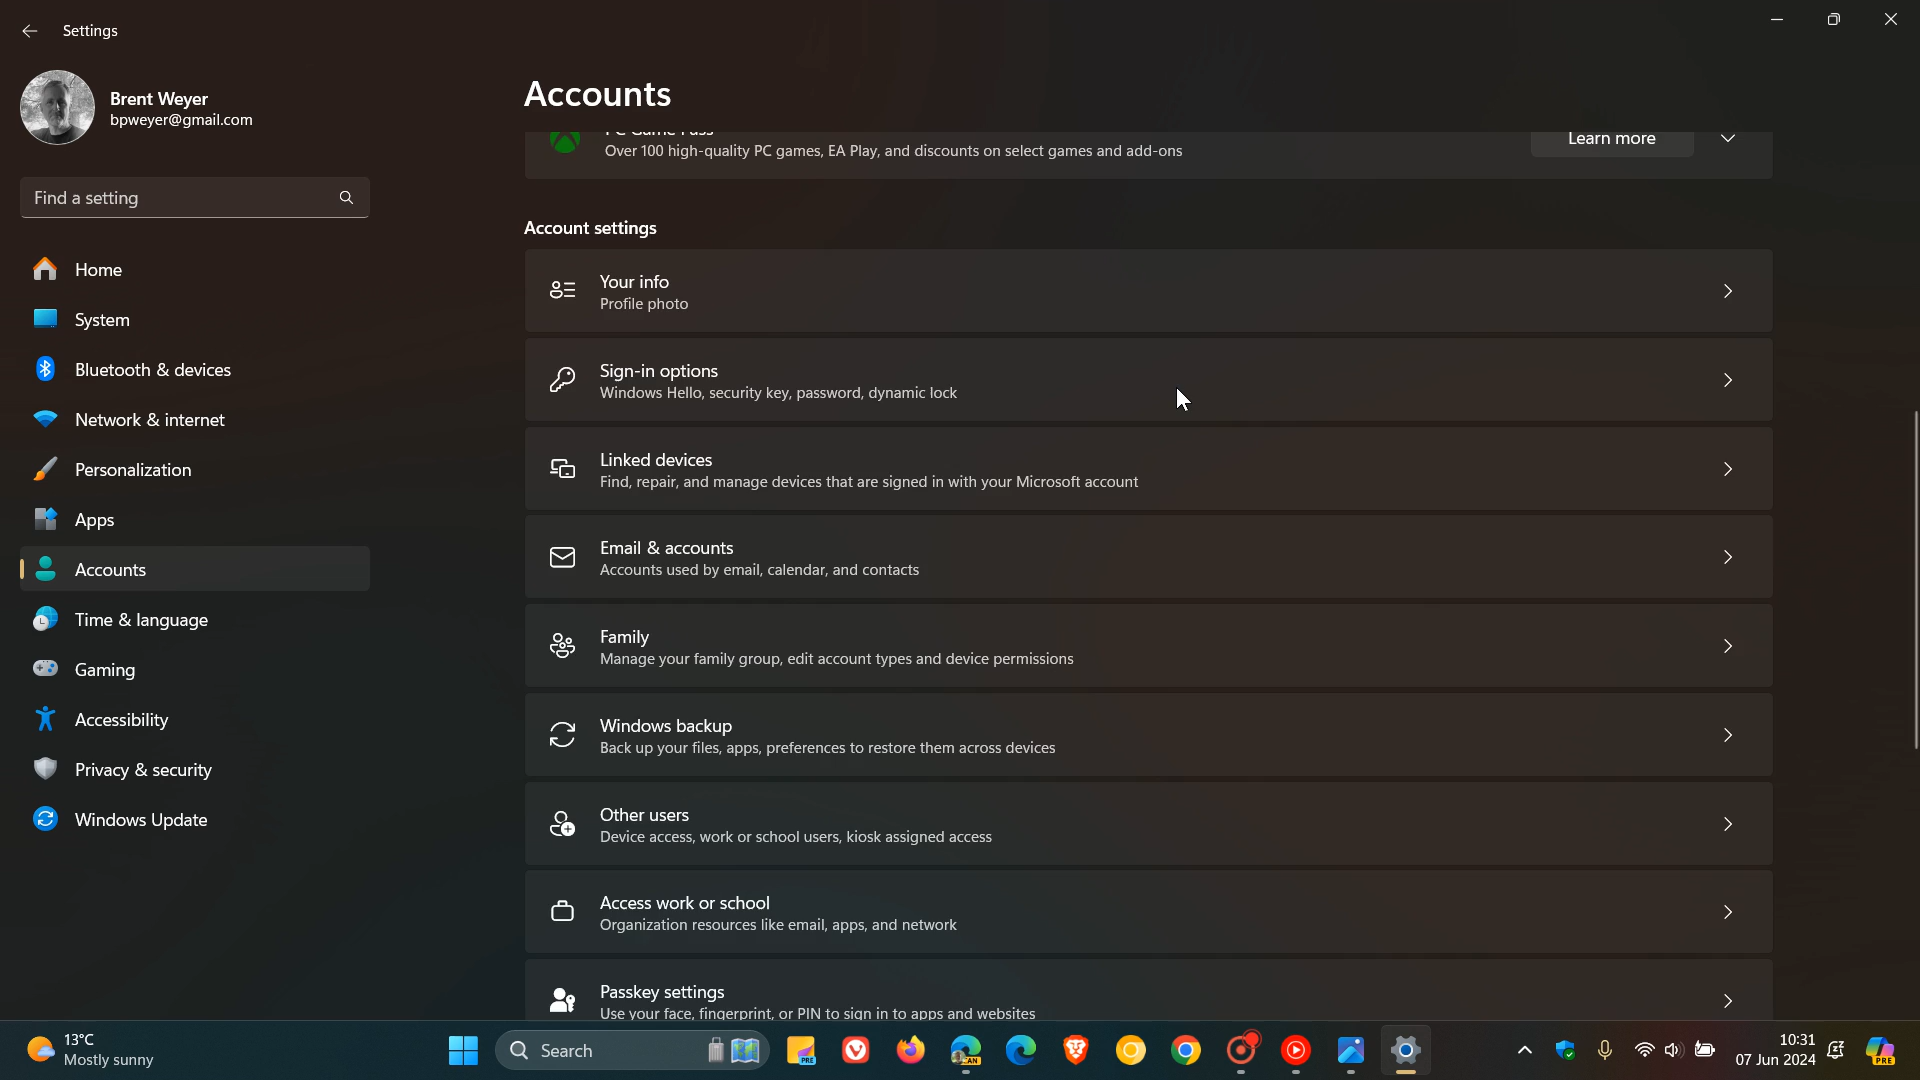 Settings
Brent Weyer
bpweyer@gmail.com
Find a setting
Home
System
Bluetooth & devices
Network & internet
Personalization
Apps
Accounts
Time & language
Gaming
Accessibility
Privacy & security
Windows Update
Accounts
PC Game Pass
Over 100 high-quality PC games, EA Play, and discounts on select games and add-ons
Learn more
Account settings
Your info
Profile photo
Sign-in options
Windows Hello, security key, password, dynamic lock
Linked devices
Find, repair, and manage devices that are signed in with your Microsoft account
Email & accounts
Accounts used by email, calendar, and contacts
Family
Manage your family group, edit account types and device permissions
Windows backup
Back up your files, apps, preferences to restore them across devices
Other users
Device access, work or school users, kiosk assigned access
Access work or school
Organization resources like email, apps, and network
Passkey settings
Use your face, fingerprint, or PIN to sign in to apps and websites
13°C
Mostly sunny
Search
PRE
CAN
10:31
07 Jun 2024
PRE